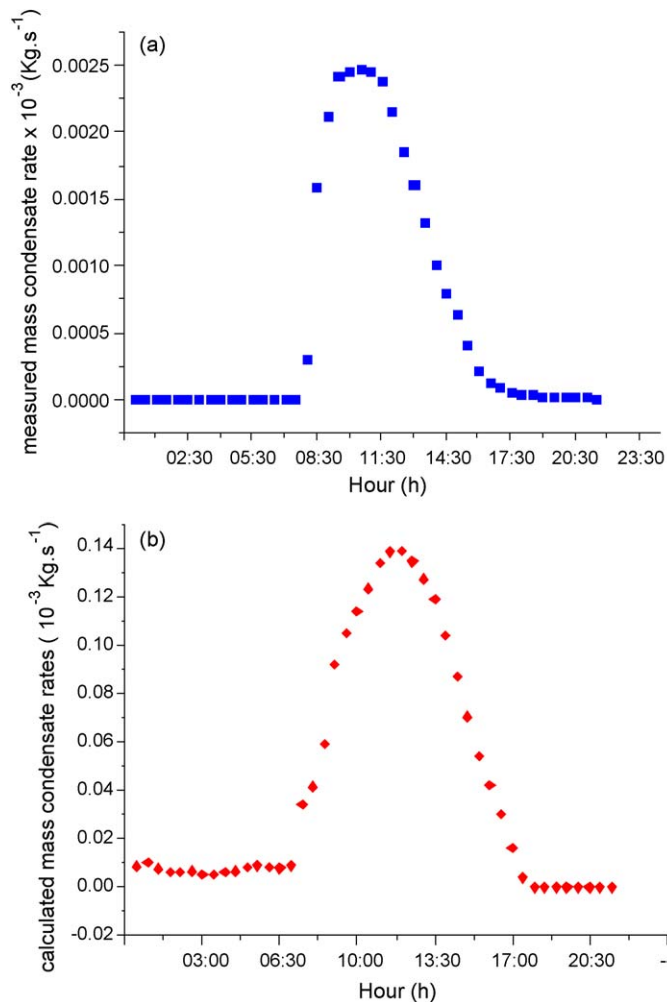 (a)
measured mass condensate rate x 10⁻³ (Kg.s⁻¹)
0.0025
0.0020
0.0015
0.0010
0.0005
0.0000
02:30 05:30 08:30 11:30 14:30 17:30 20:30 23:30
Hour (h)
(b)
calculated mass condensate rates ( 10⁻³ Kg.s⁻¹)
0.14
0.12
0.10
0.08
0.06
0.04
0.02
0.00
-0.02
03:00 06:30 10:00 13:30 17:00 20:30
Hour (h)